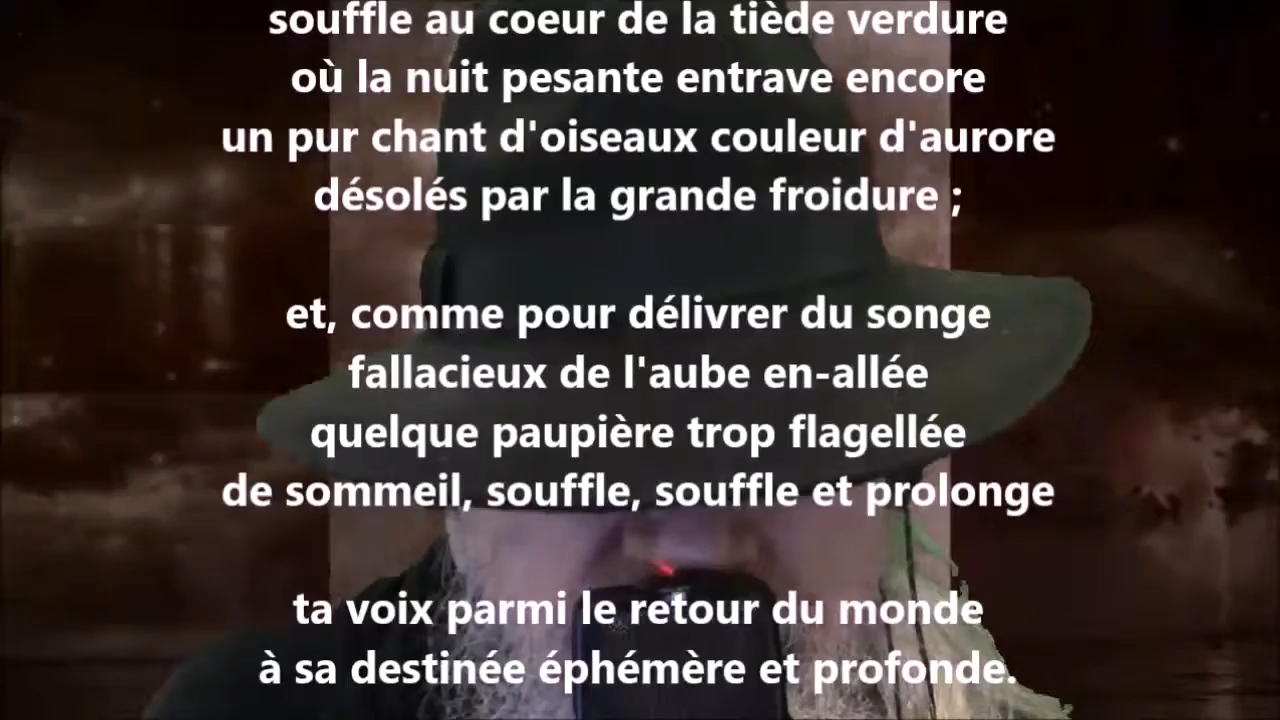 souffle au coeur de la tiède verdure
où la nuit pesante entrave encore
un pur chant d'oiseaux couleur d'aurore
désolés par la grande froidure ;
et, comme pour délivrer du songe
fallacieux de l'aube en-allée
quelque paupière trop flagellée
de sommeil, souffle, souffle et prolonge
ta voix parmi le retour du monde
à sa destinée éphémère et profonde.